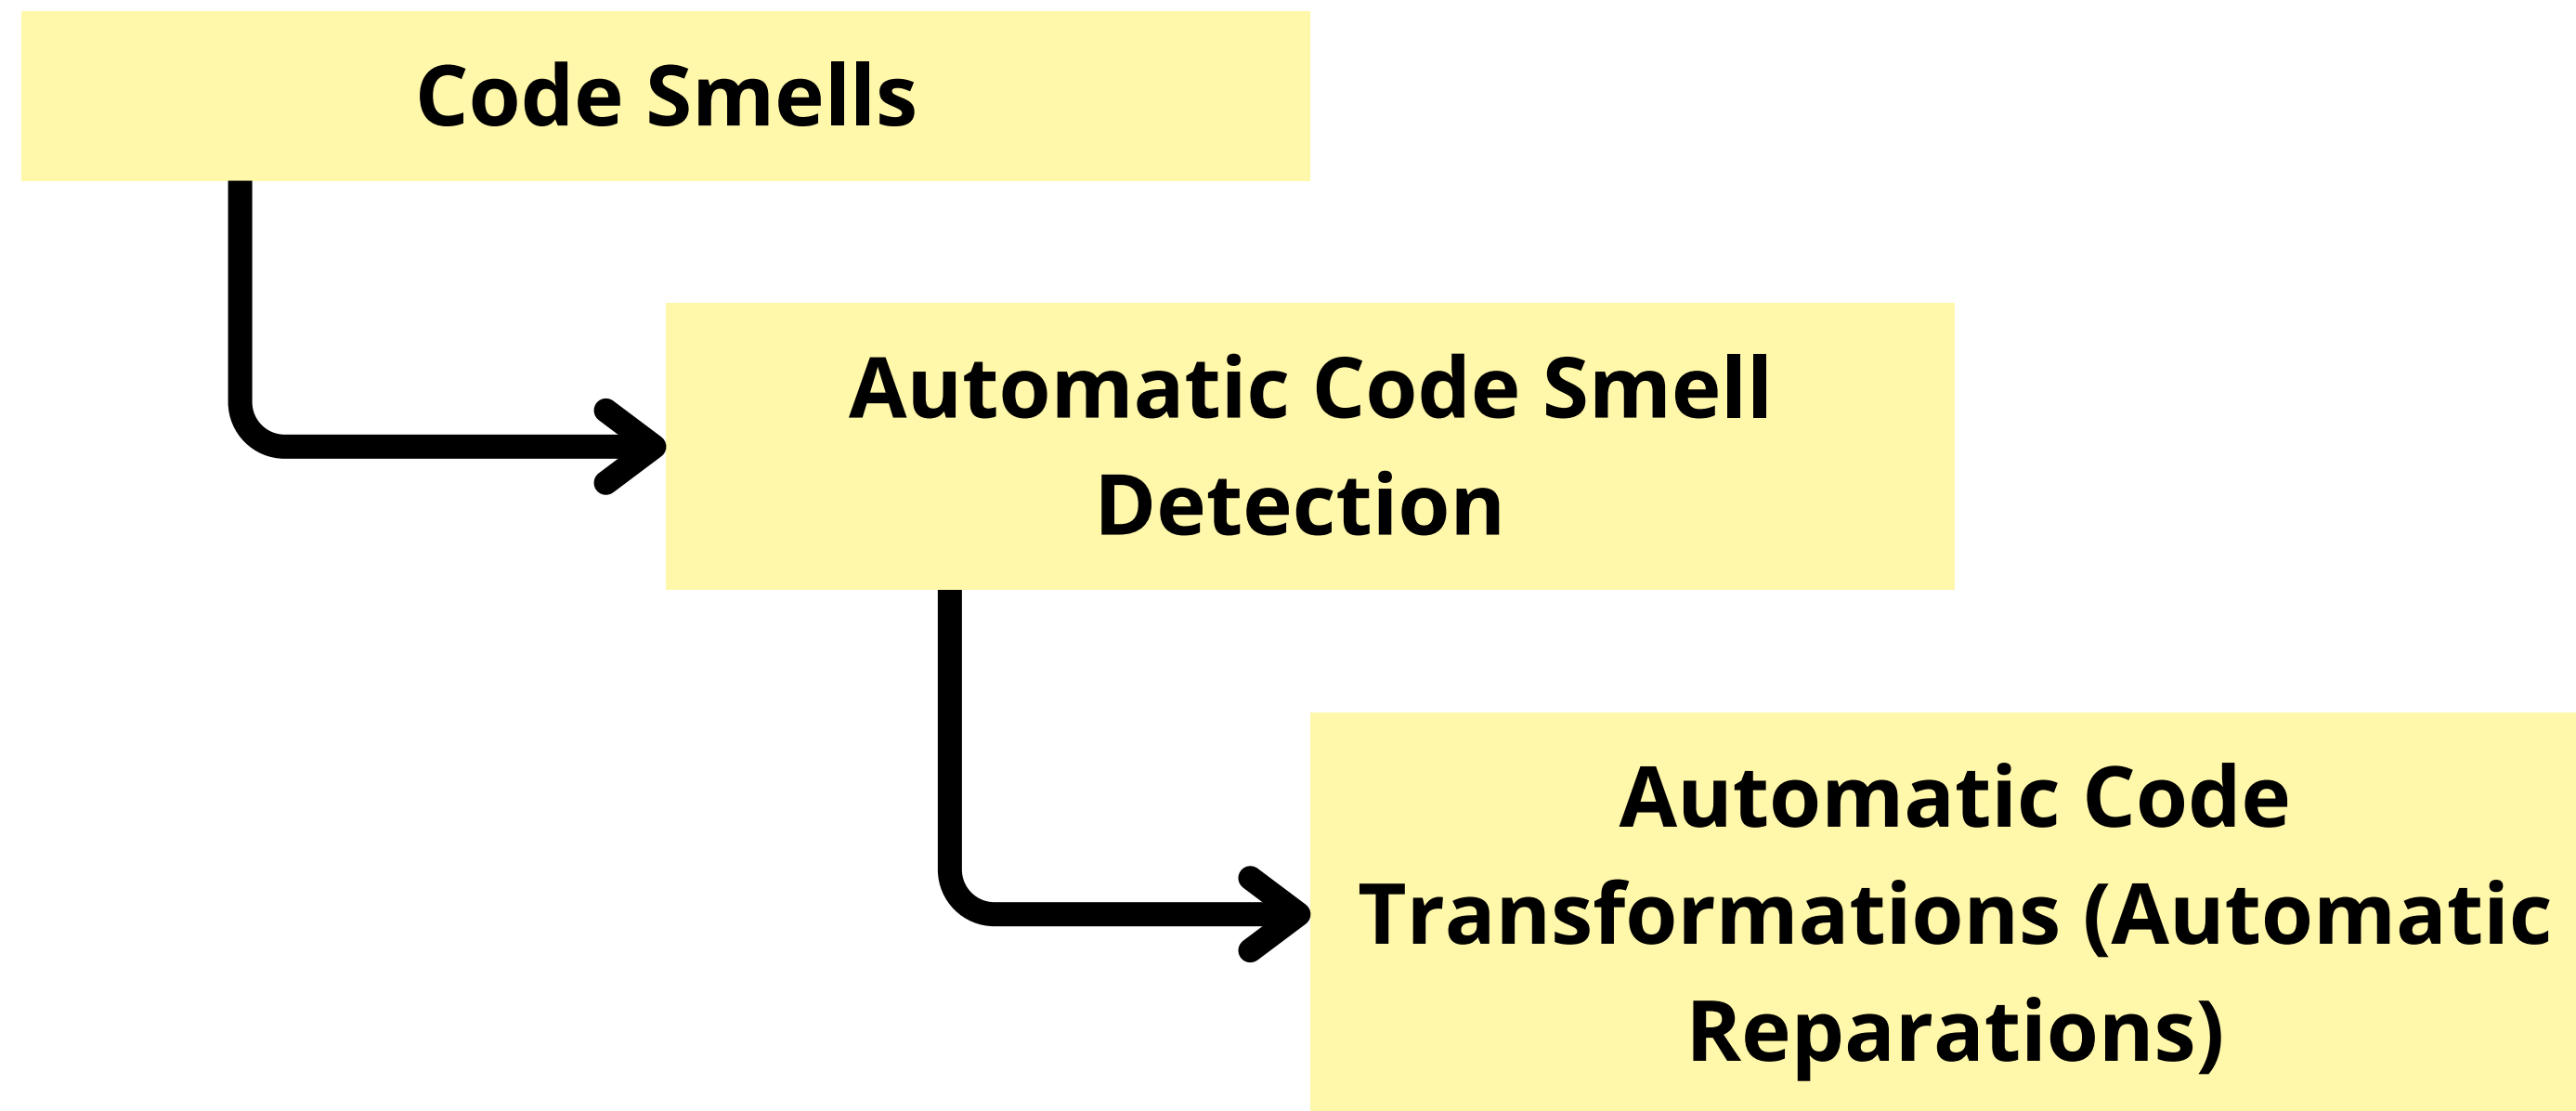 Code Smells
Automatic Code Smell
Detection
Automatic Code
Transformations (Automatic
Reparations)